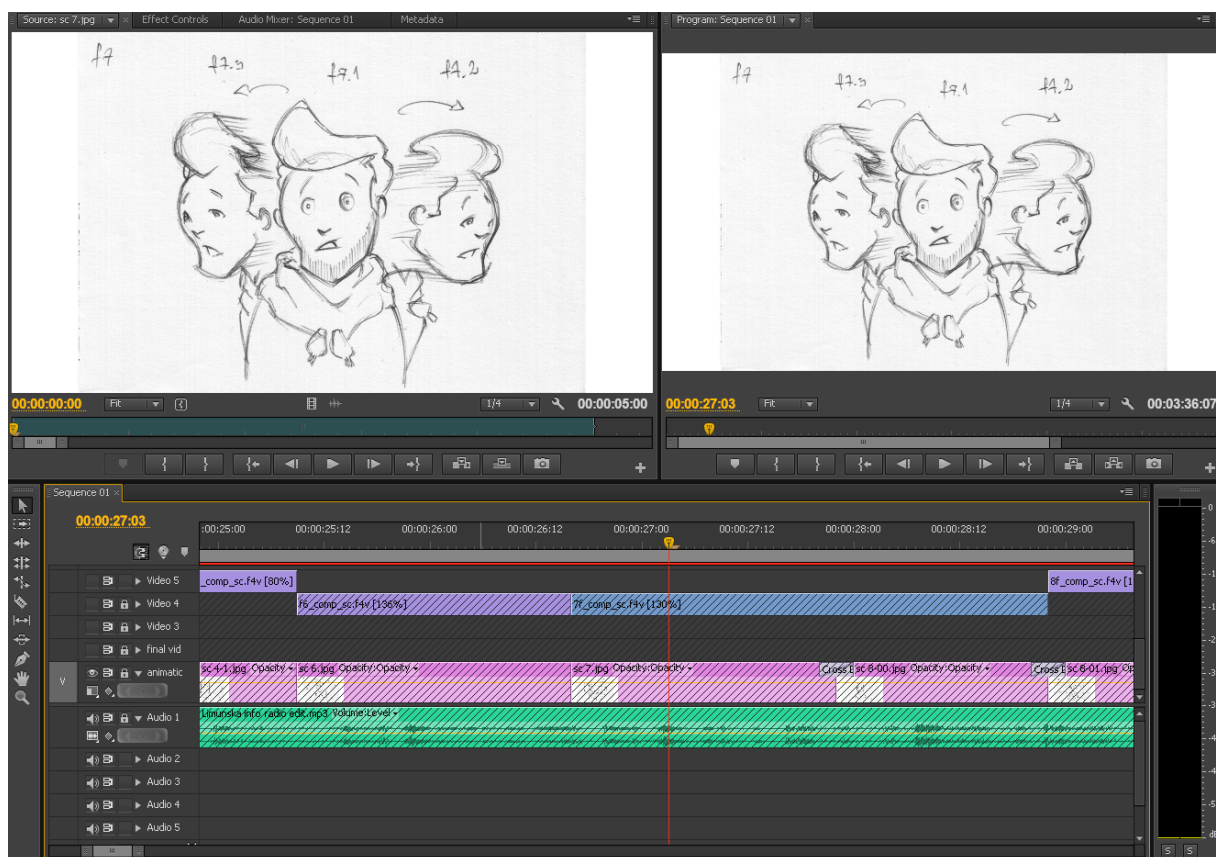 Source: sc 7.jpg
Effect Controls
Audio Mixer: Sequence 01
Metadata
Program: Sequence 01
f7
f7.3
f7.1
f7.2
f7
f7.3
f7.1
f7.2
00:00:00:00
Fit
1/4
00:00:05:00
00:00:27:03
Fit
1/4
00:03:36:07
Sequence 01
00:00:27:03
:00:25:00
00:00:25:12
00:00:26:00
00:00:26:12
00:00:27:00
00:00:27:12
00:00:28:00
00:00:28:12
00:00:29:00
Video 5
_comp_sc.f4v [80%]
8f_comp_sc.f4v [1
Video 4
f6_comp_sc.f4v [136%]
7f_comp_sc.f4v [130%]
Video 3
final vid
V
animatic
sc 4-1.jpg Opacity
sc 6.jpg Opacity:Opacity
sc 7.jpg Opacity:Opacity
Cross
sc 8-00.jpg Opacity:Opacity
Cross
sc 8-01.jpg Op
Audio 1
Limunska info radio edit.mp3 Volume:Level
Audio 2
Audio 3
Audio 4
Audio 5
0
-6
dB
S S